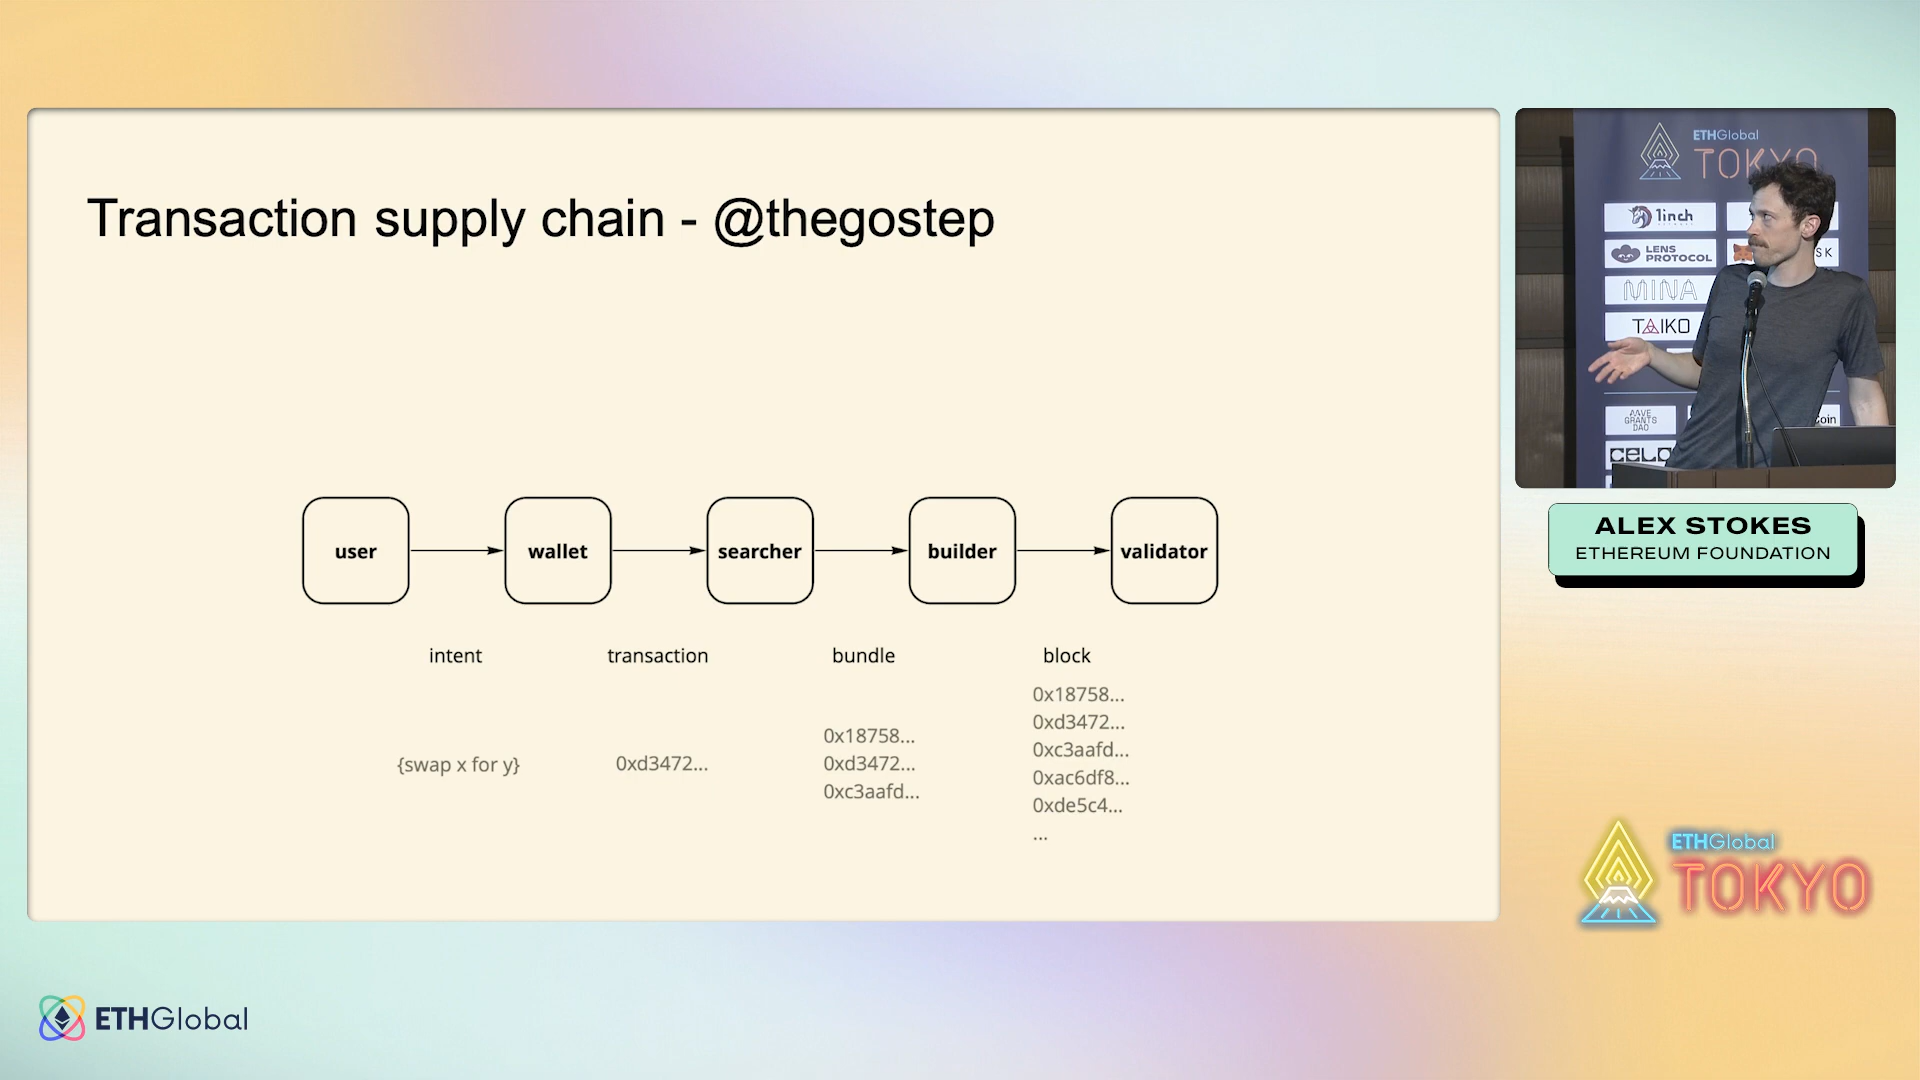 Transaction supply chain - @thegostep
user
wallet
searcher
builder
validator
intent
transaction
bundle
block
{swap x for y}
0xd3472...
0x18758...
0xd3472...
0xc3aafd...
0x18758...
0xd3472...
0xc3aafd...
0xac6df8...
0xde5c4...
...
ETHGlobal
TOKYO
1inch
LENS
PROTOCOL
SK
MINA
TAIKO
AAVE
GRANTS
DAO
coin
CELO
ALEX STOKES
ETHEREUM FOUNDATION
ETHGlobal
TOKYO
ETHGlobal